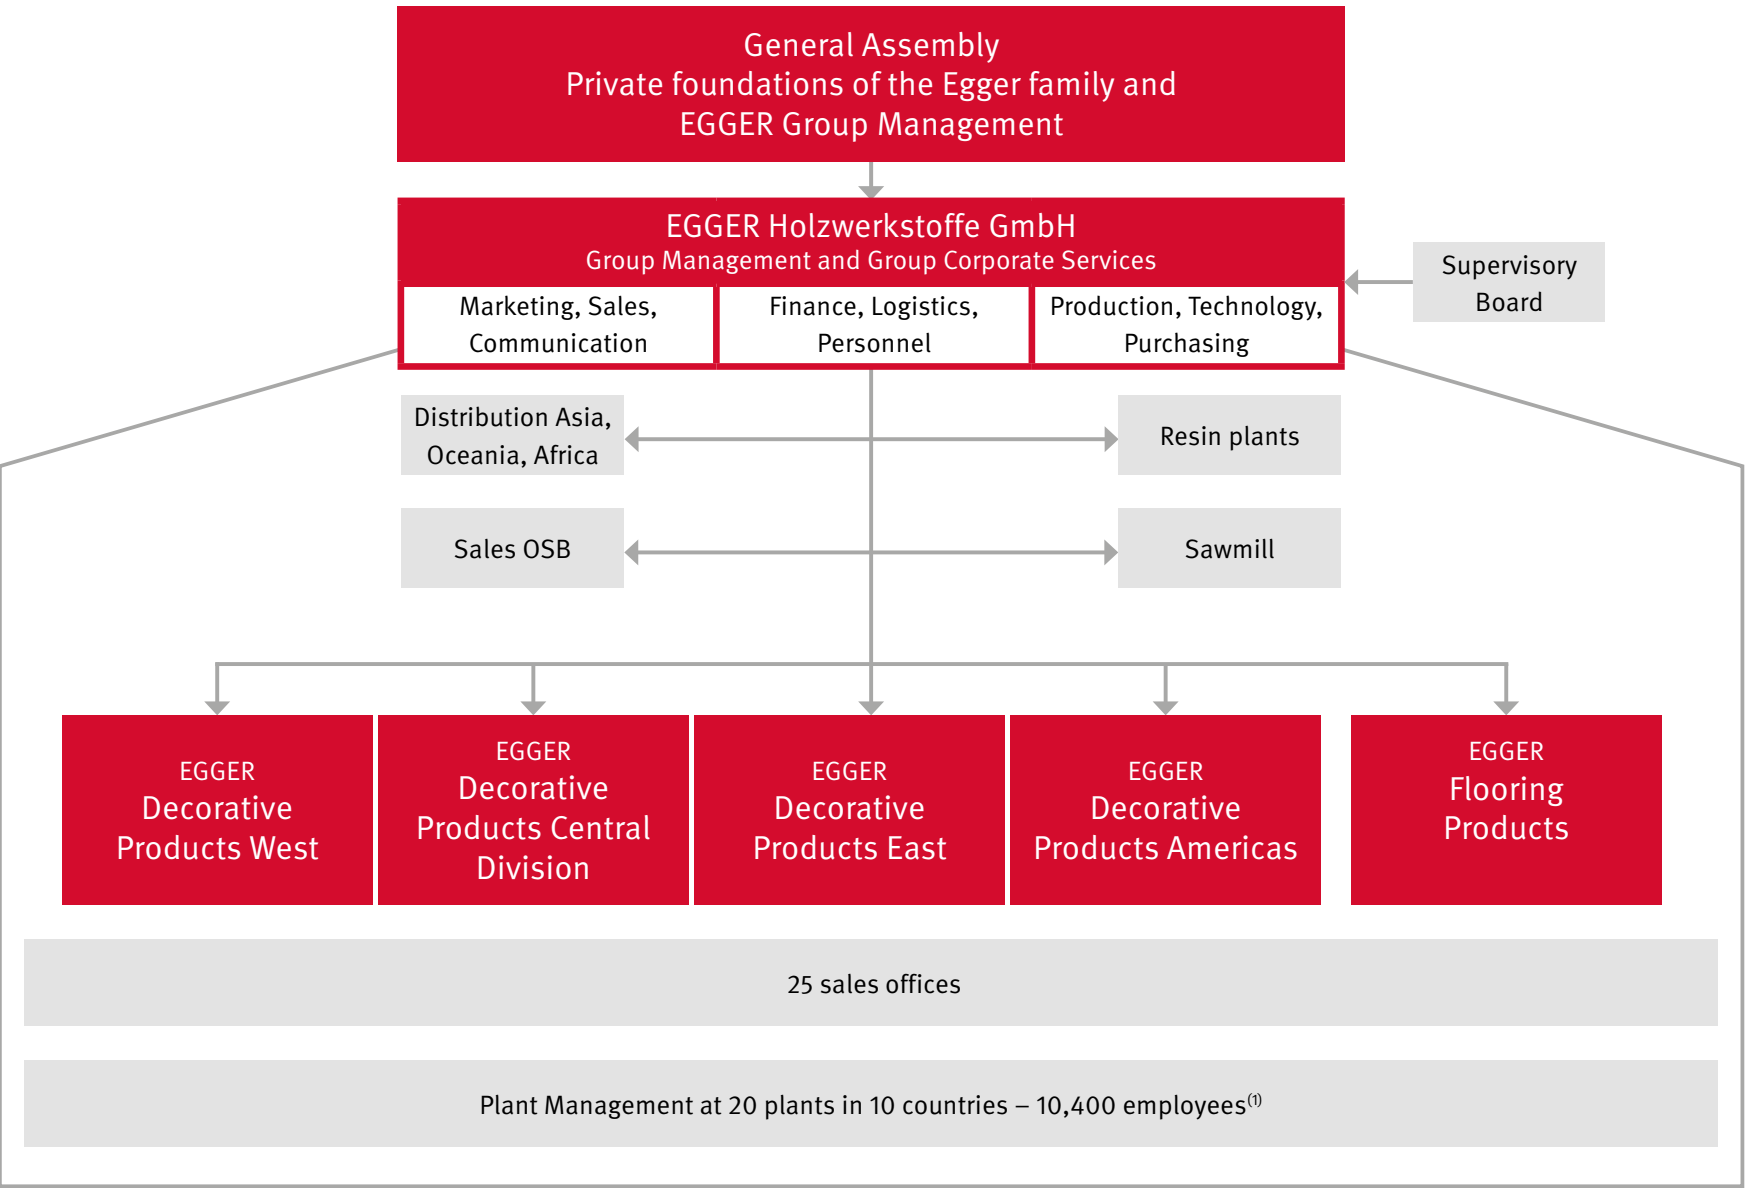 General Assembly
Private foundations of the Egger family and
EGGER Group Management
EGGER Holzwerkstoffe GmbH
Group Management and Group Corporate Services
Marketing, Sales,
Communication
Finance, Logistics,
Personnel
Production, Technology,
Purchasing
Supervisory
Board
Distribution Asia,
Oceania, Africa
Resin plants
Sales OSB
Sawmill
EGGER
Decorative
Products West
EGGER
Decorative
Products Central
Division
EGGER
Decorative
Products East
EGGER
Decorative
Products Americas
EGGER
Flooring
Products
25 sales offices
Plant Management at 20 plants in 10 countries – 10,400 employees⁽¹⁾